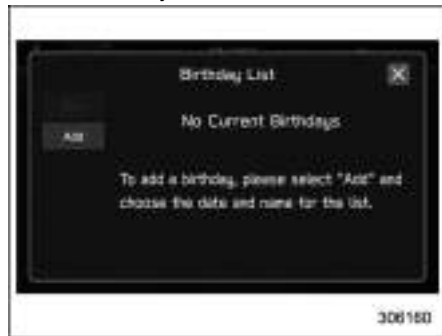 Birthday List
No Current Birthdays
Add
To add a birthday, please select "Add" and
choose the date and name for the list.
306160